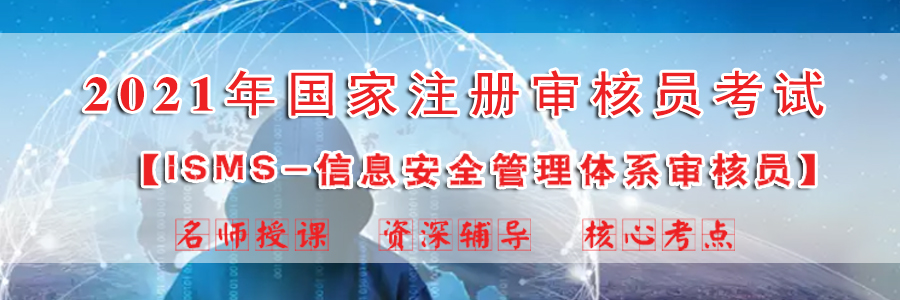 2021年国家注册审核员考试
【ISMS-信息安全管理体系审核员】
名师授课 资深辅导 核心考点